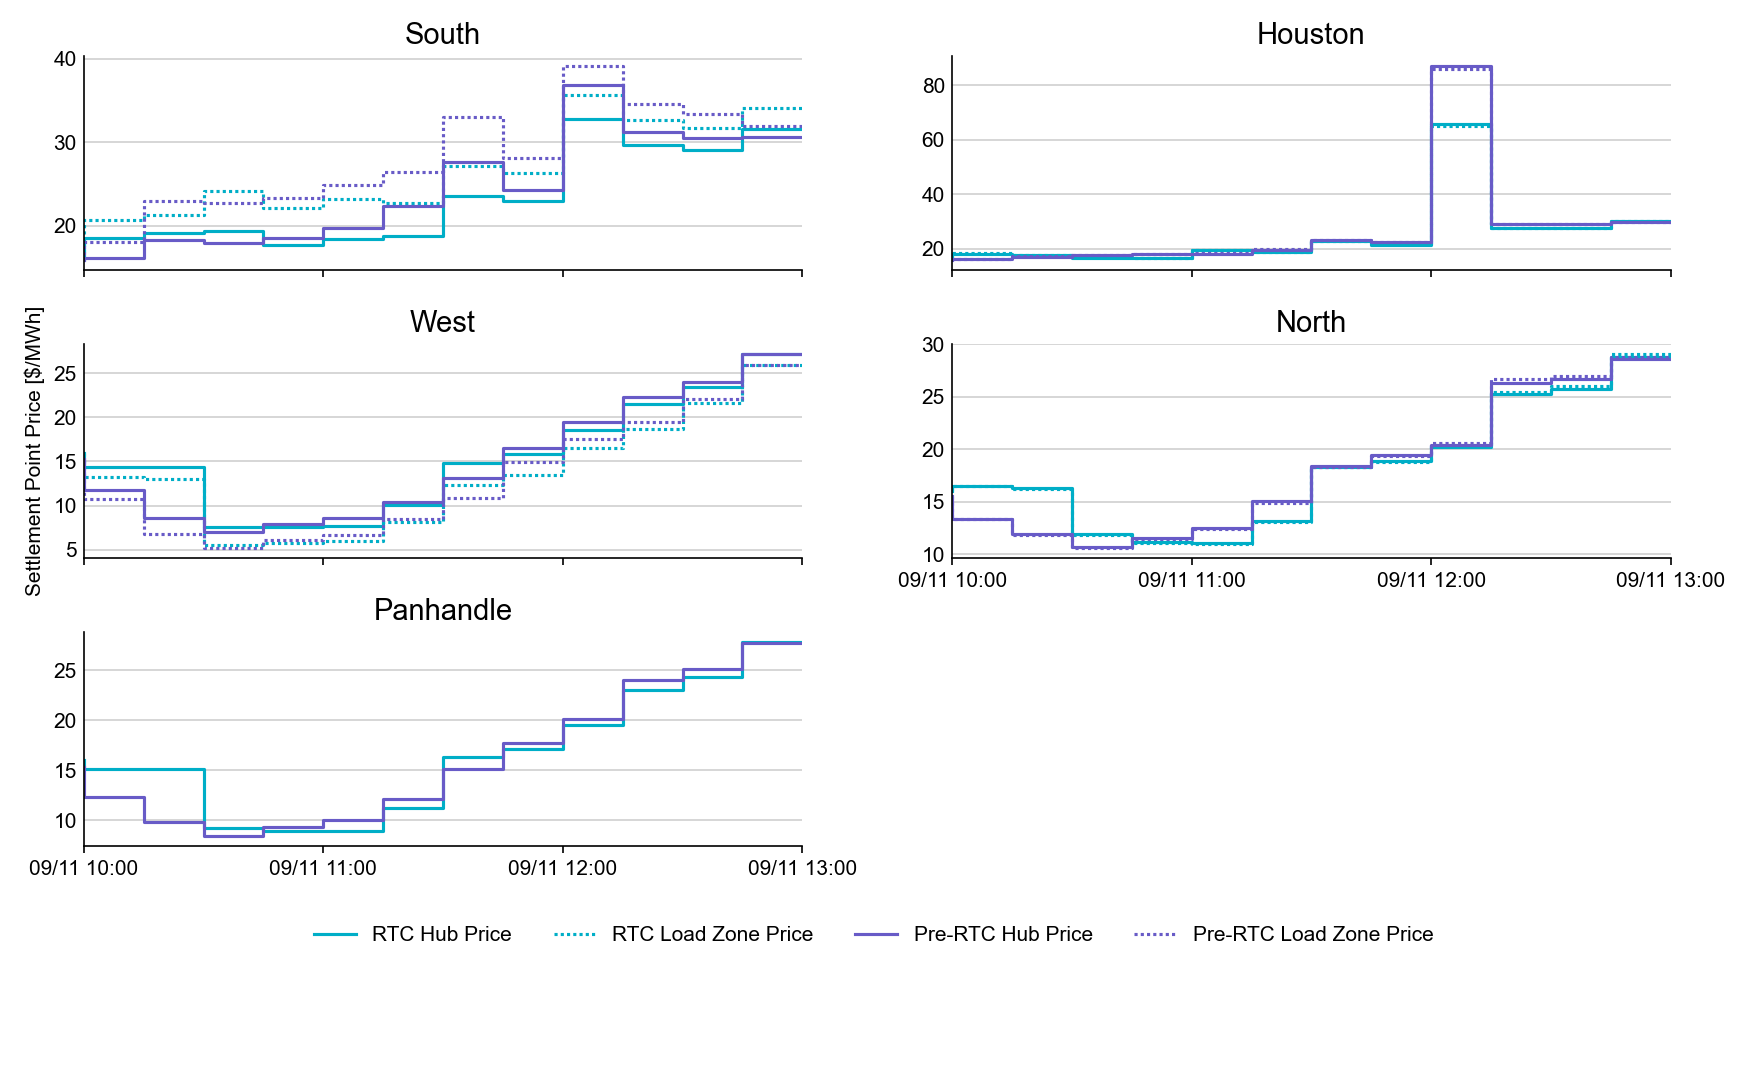 South
40
30
20
Houston
80
60
40
20
Settlement Point Price [$/MWh]
West
25
20
15
10
5
North
30
25
20
15
10
09/11 10:00 09/11 11:00 09/11 12:00 09/11 13:00
Panhandle
25
20
15
10
09/11 10:00 09/11 11:00 09/11 12:00 09/11 13:00
RTC Hub Price RTC Load Zone Price Pre-RTC Hub Price Pre-RTC Load Zone Price